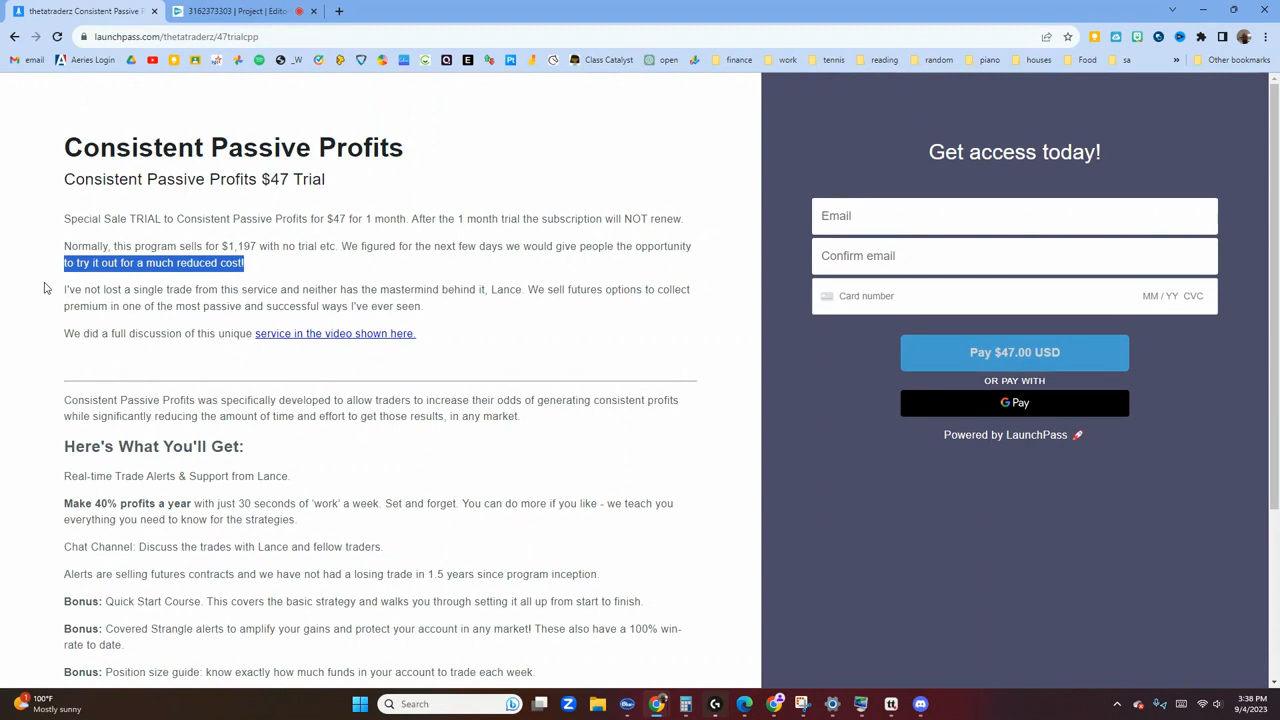 thetatraderz Consistent Passive P
3162373303 | Project | Editor
launchpass.com/thetatraderz/47trialcpp
email
Aeries Login
_W
Class Catalyst
open
finance
work
tennis
reading
random
piano
houses
Food
sa
»
Other bookmarks
Consistent Passive Profits
Consistent Passive Profits $47 Trial
Special Sale TRIAL to Consistent Passive Profits for $47 for 1 month. After the 1 month trial the subscription will NOT renew.
Normally, this program sells for $1,197 with no trial etc. We figured for the next few days we would give people the opportunity
to try it out for a much reduced cost!
I've not lost a single trade from this service and neither has the mastermind behind it, Lance. We sell futures options to collect
premium in one of the most passive and successful ways I've ever seen.
We did a full discussion of this unique service in the video shown here.
Consistent Passive Profits was specifically developed to allow traders to increase their odds of generating consistent profits
while significantly reducing the amount of time and effort to get those results, in any market.
Here's What You'll Get:
Real-time Trade Alerts & Support from Lance.
Make 40% profits a year with just 30 seconds of 'work' a week. Set and forget. You can do more if you like - we teach you
everything you need to know for the strategies.
Chat Channel: Discuss the trades with Lance and fellow traders.
Alerts are selling futures contracts and we have not had a losing trade in 1.5 years since program inception.
Bonus: Quick Start Course. This covers the basic strategy and walks you through setting it all up from start to finish.
Bonus: Covered Strangle alerts to amplify your gains and protect your account in any market! These also have a 100% win-
rate to date.
Bonus: Position size guide: know exactly how much funds in your account to trade each week.
Get access today!
Email
Confirm email
Card number
MM / YY CVC
Pay $47.00 USD
OR PAY WITH
G Pay
Powered by LaunchPass
1
100°F
Mostly sunny
Search
tt
3:38 PM
9/4/2023